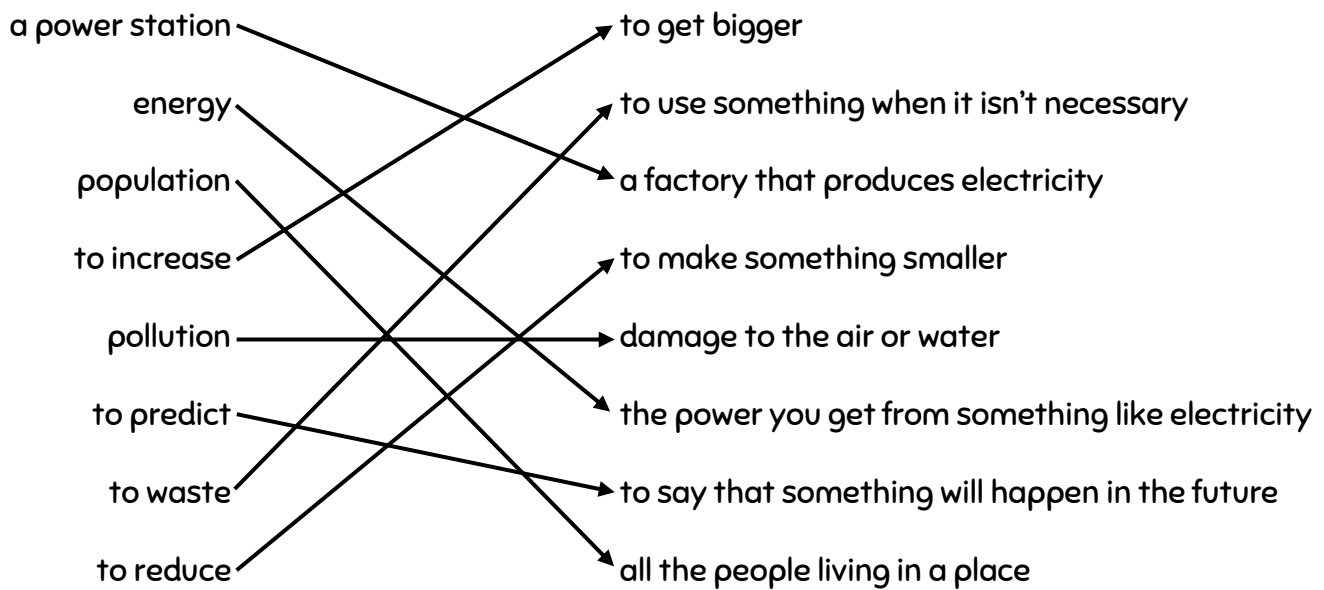 a power station
to get bigger
energy
to use something when it isn't necessary
population
a factory that produces electricity
to increase
to make something smaller
pollution
damage to the air or water
to predict
the power you get from something like electricity
to waste
to say that something will happen in the future
to reduce
all the people living in a place